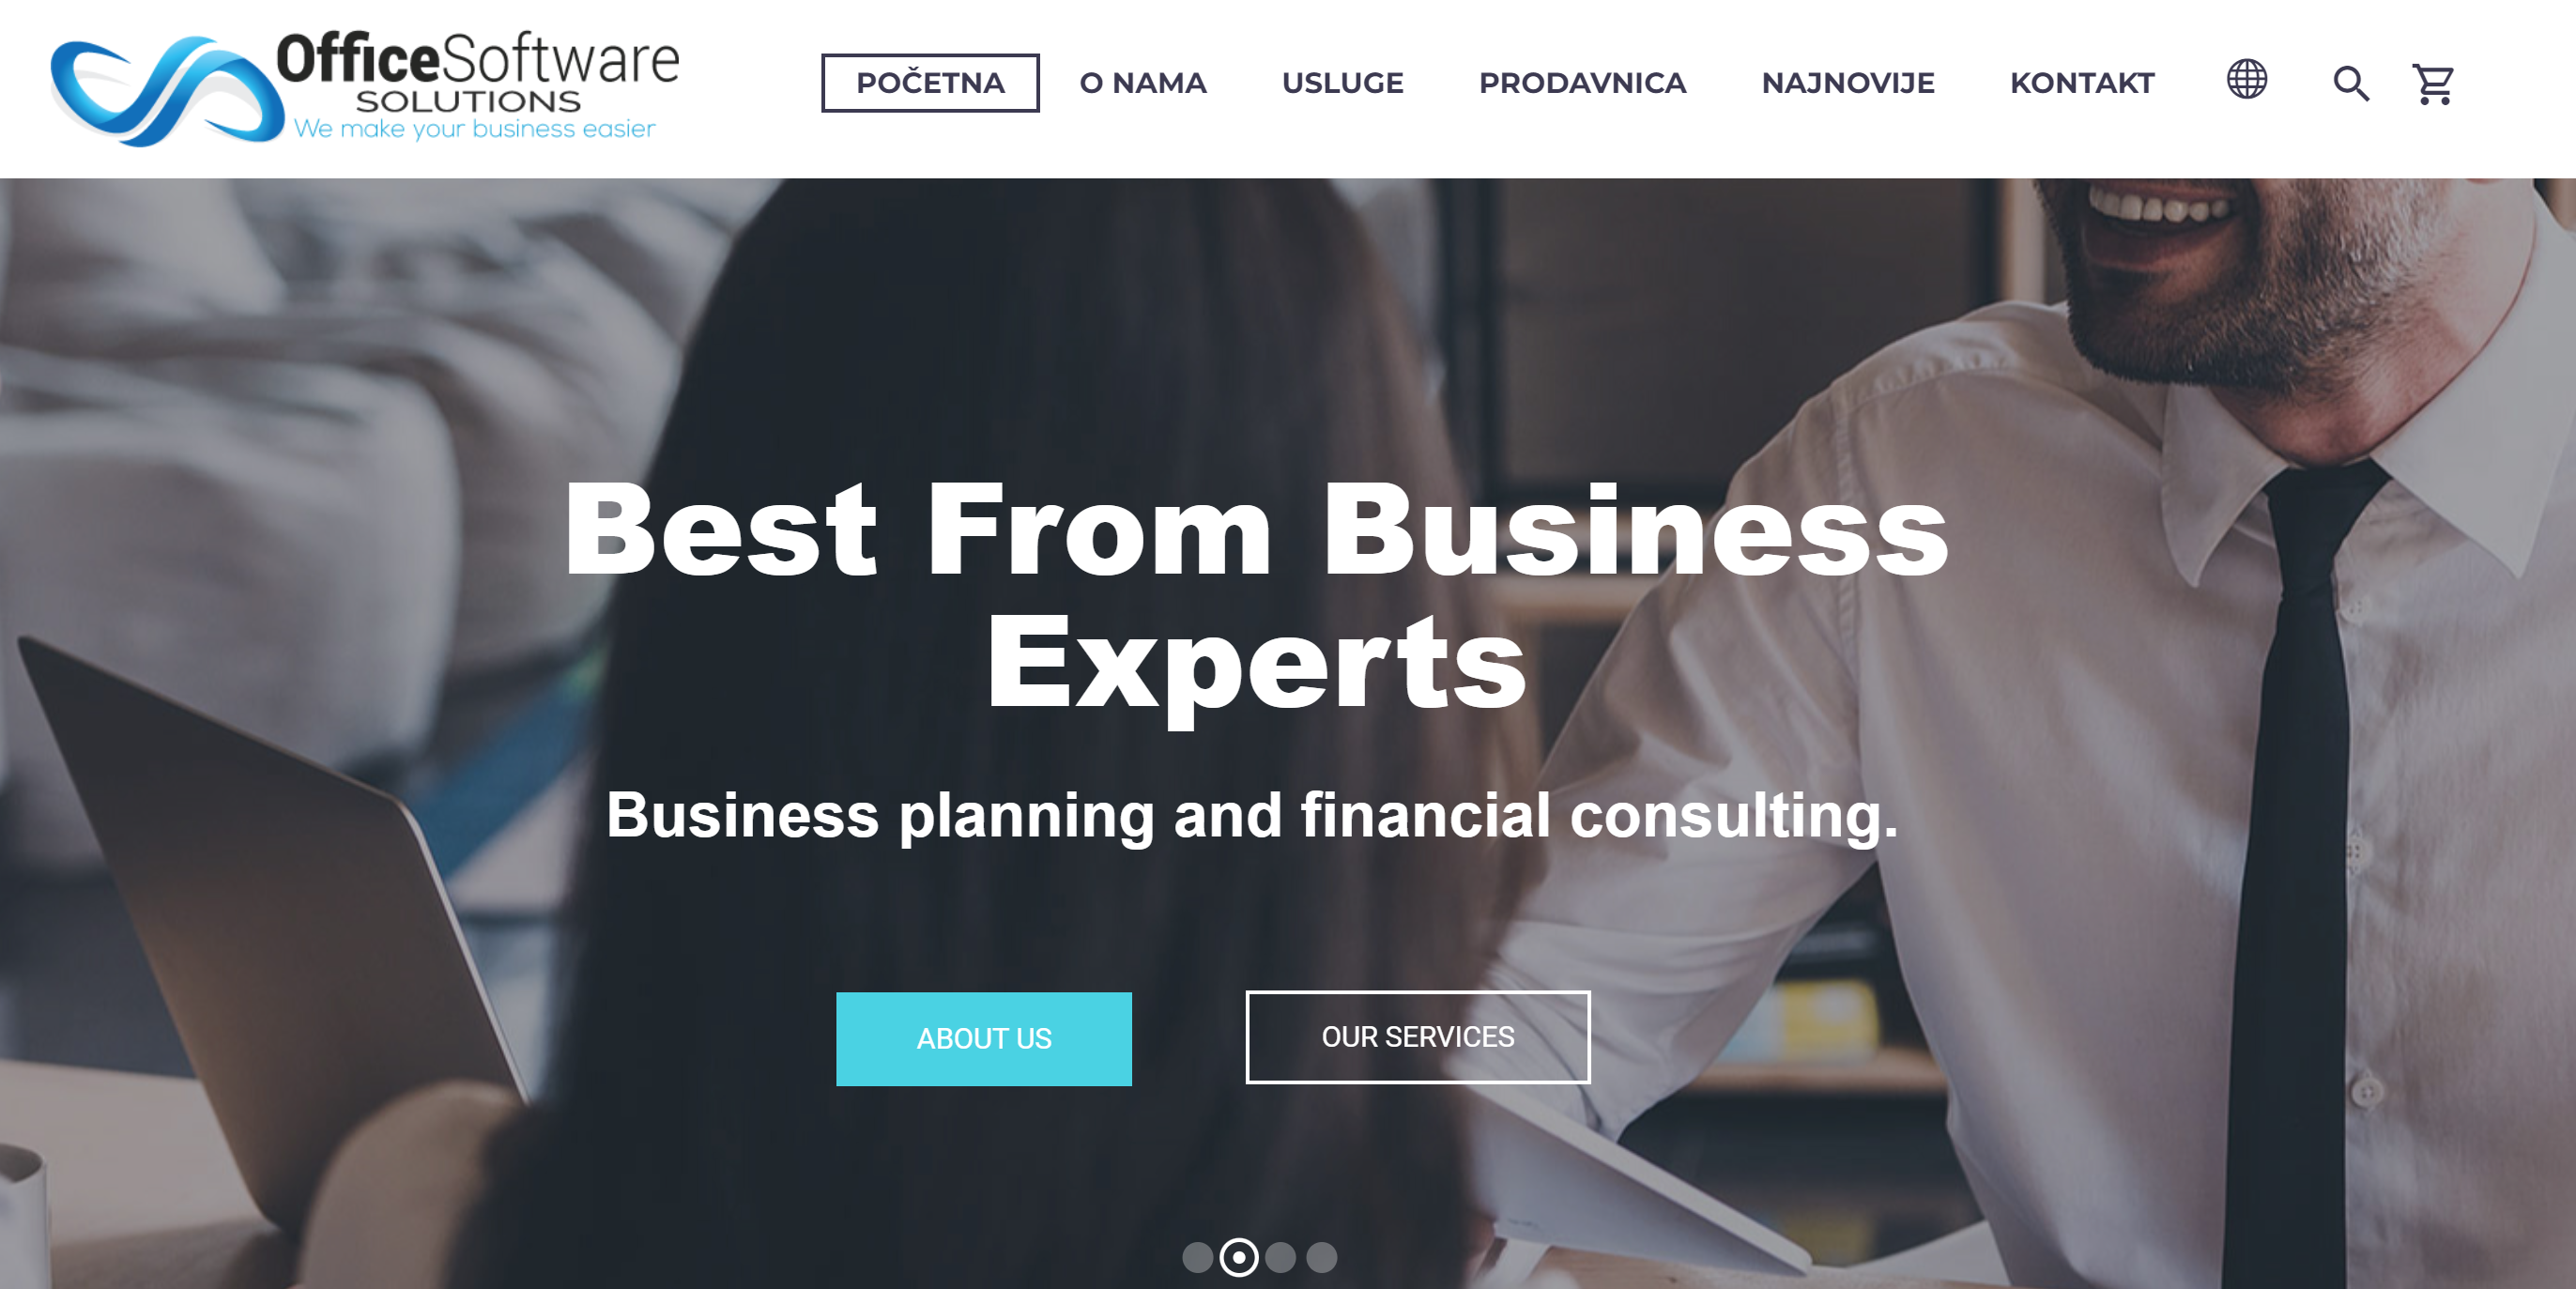 OfficeSoftware
SOLUTIONS
We make your business easier
POČETNA
O NAMA
USLUGE
PRODAVNICA
NAJNOVIJE
KONTAKT
Best From Business
Experts
Business planning and financial consulting.
ABOUT US
OUR SERVICES